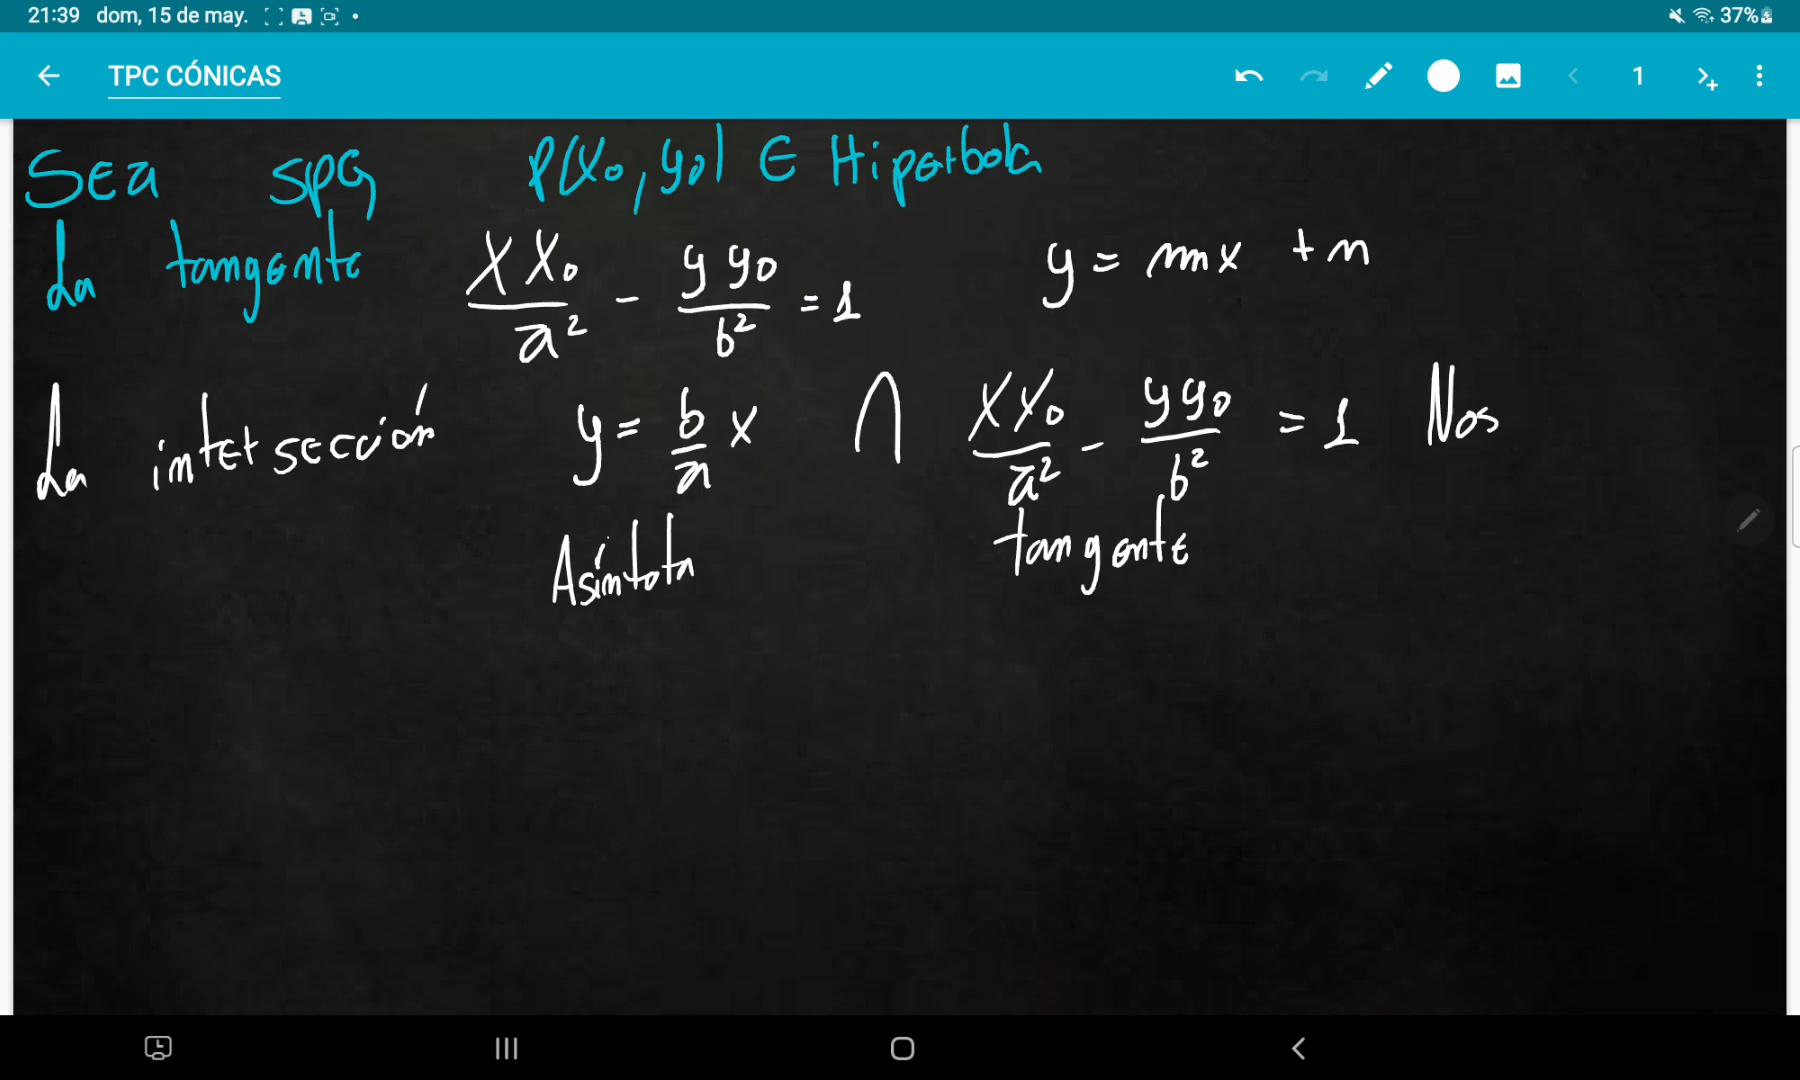 21:39 dom, 15 de may. 37%
TPC CÓNICAS 1
Sea SPG P(x₀, y₀) ∈ Hiperbola
La tangente xx₀/a² - yy₀/b² = 1 y = mx + n
La intersección y = b/a x ∩ xx₀/a² - yy₀/b² = 1 Nos
Asíntota tangente